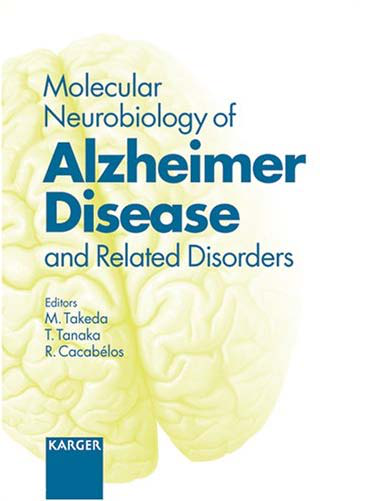 Molecular
Neurobiology of
Alzheimer
Disease
and Related Disorders
Editors
M. Takeda
T. Tanaka
R. Cacabélos
KARGER